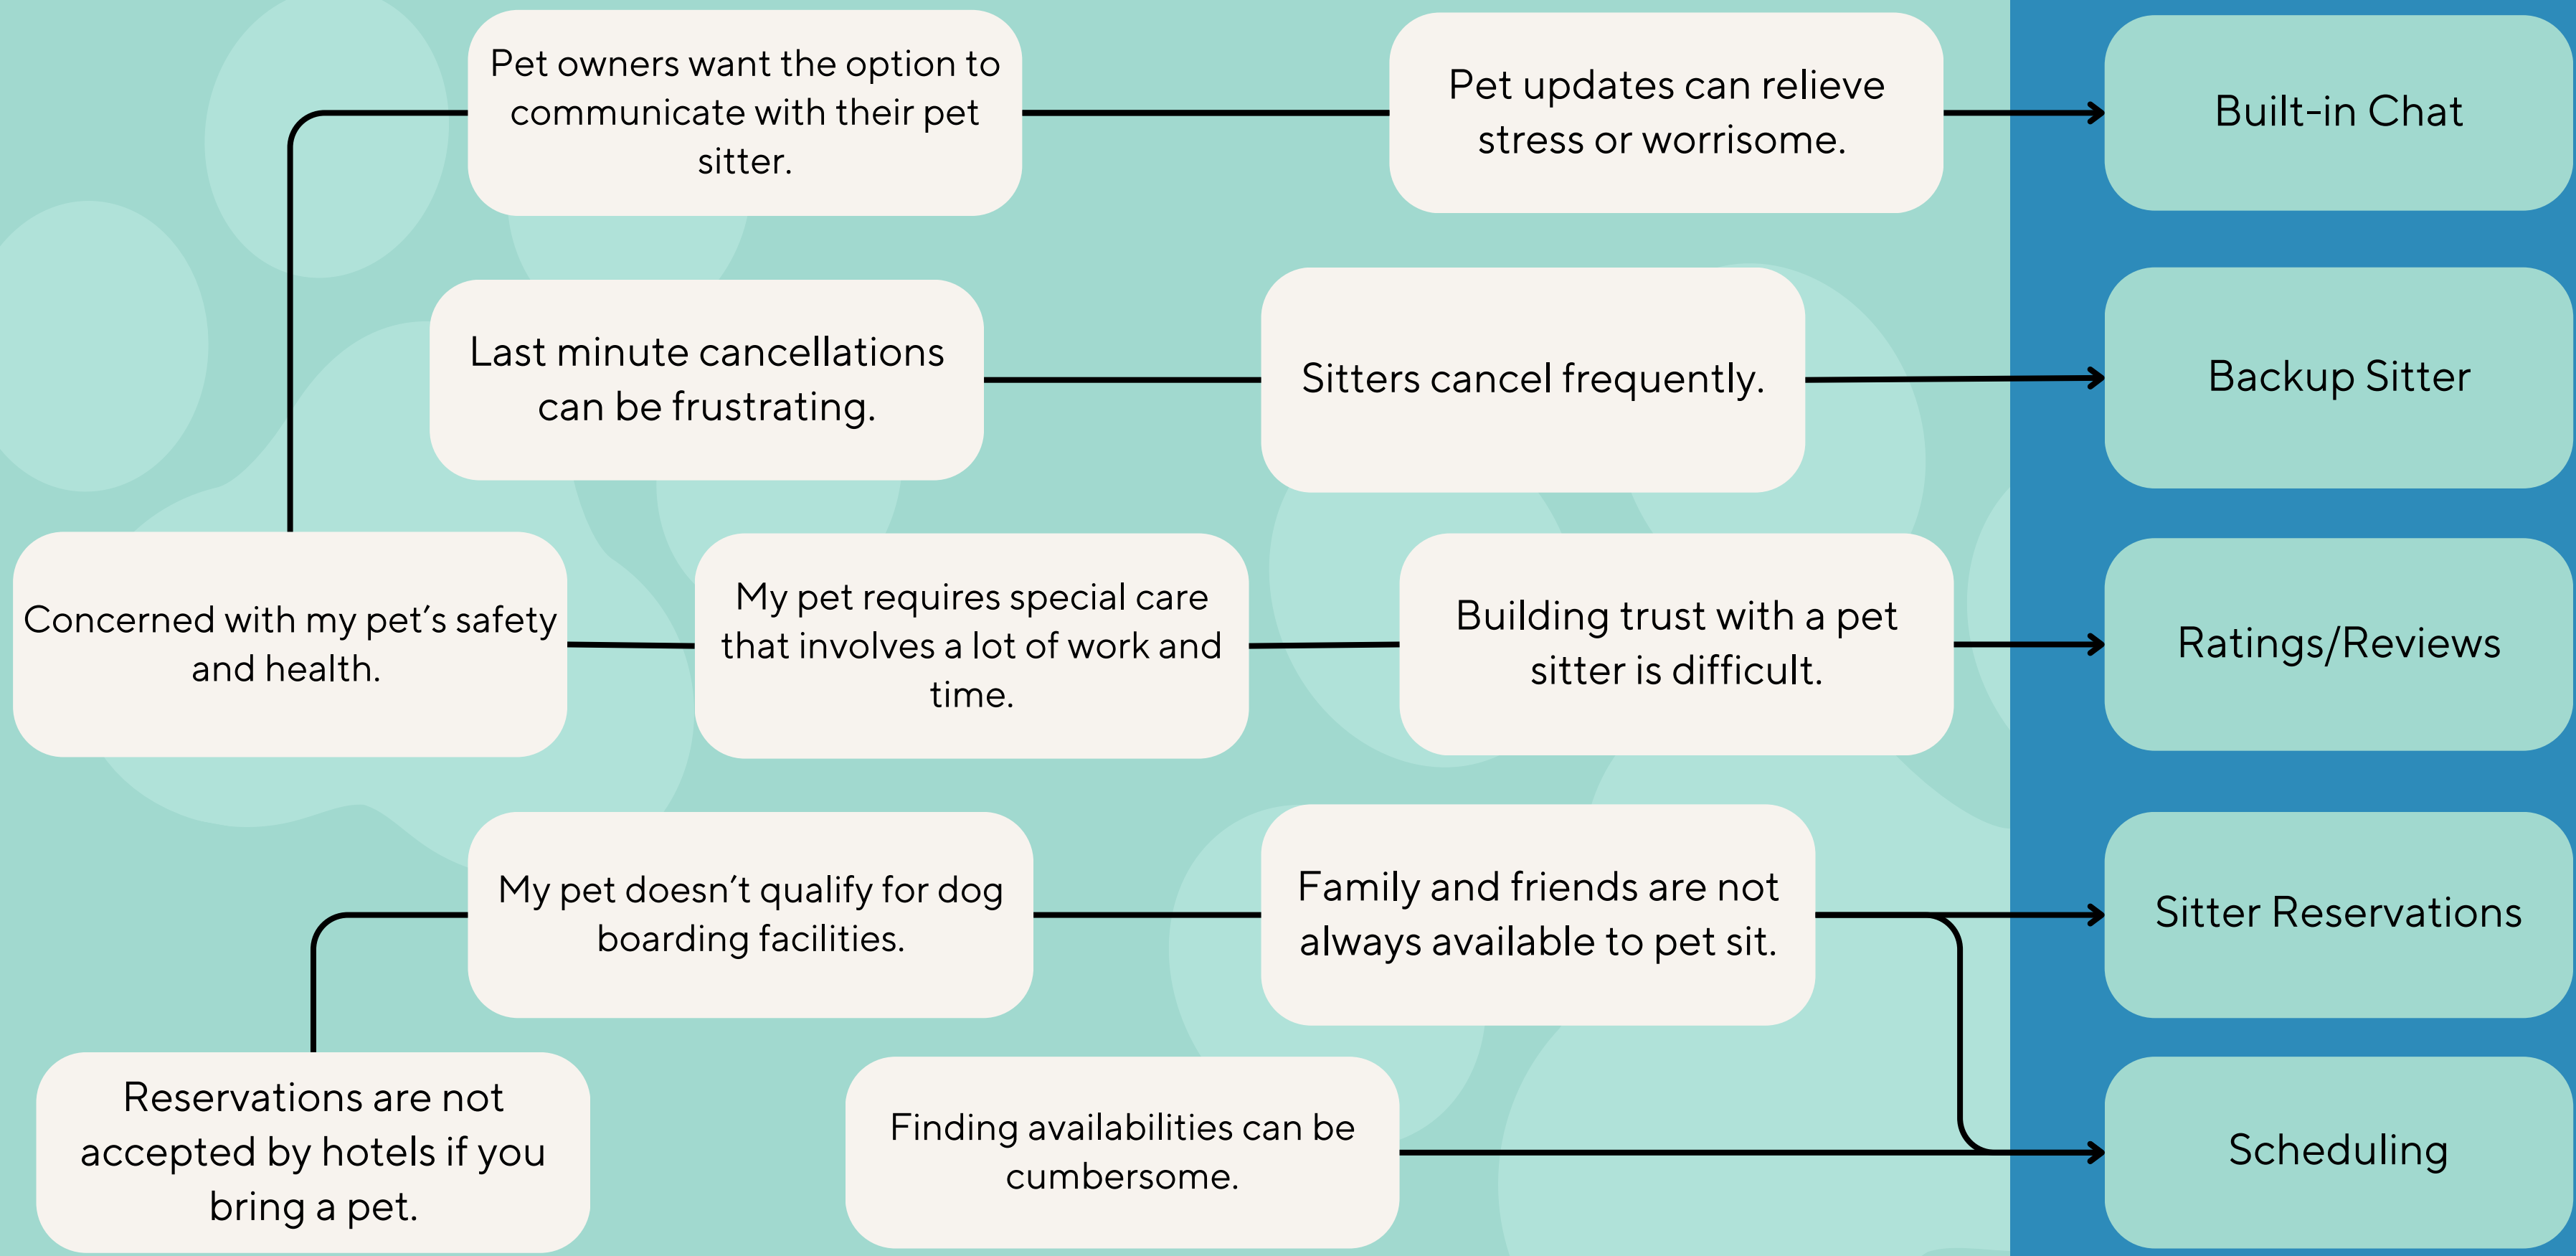 Pet owners want the option to
communicate with their pet
sitter.
Pet updates can relieve
stress or worrisome.
Built-in Chat
Last minute cancellations
can be frustrating.
Sitters cancel frequently.
Backup Sitter
Concerned with my pet's safety
and health.
My pet requires special care
that involves a lot of work and
time.
Building trust with a pet
sitter is difficult.
Ratings/Reviews
My pet doesn't qualify for dog
boarding facilities.
Family and friends are not
always available to pet sit.
Sitter Reservations
Reservations are not
accepted by hotels if you
bring a pet.
Finding availabilities can be
cumbersome.
Scheduling